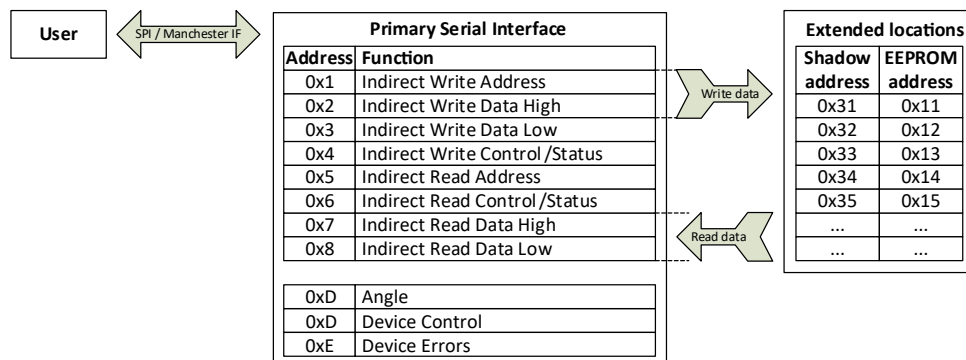 User
SPI / Manchester IF
Primary Serial Interface
Address Function
0x1 Indirect Write Address
0x2 Indirect Write Data High
0x3 Indirect Write Data Low
0x4 Indirect Write Control/Status
0x5 Indirect Read Address
0x6 Indirect Read Control/Status
0x7 Indirect Read Data High
0x8 Indirect Read Data Low
0xD Angle
0xD Device Control
0xE Device Errors
Write data
Read data
Extended locations
Shadow address EEPROM address
0x31 0x11
0x32 0x12
0x33 0x13
0x34 0x14
0x35 0x15
... ...
... ...